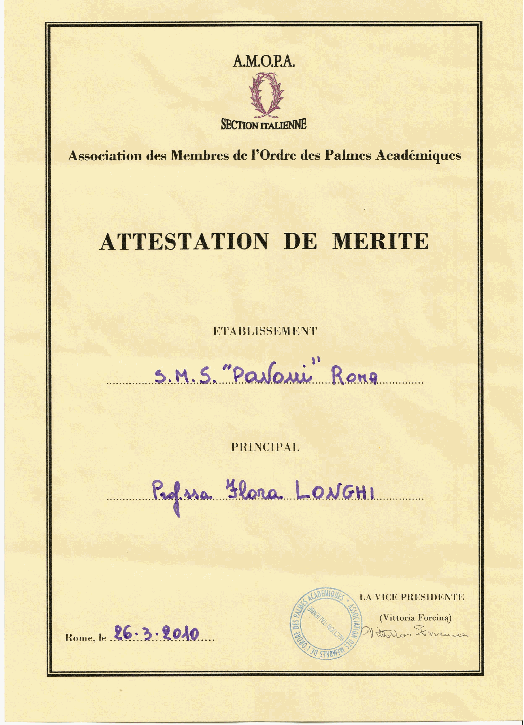 A.M.O.P.A.
SECTION ITALIENNE
Association des Membres de l'Ordre des Palmes Académiques
ATTESTATION DE MERITE
ETABLISSEMENT
S.M.S. "Pavoni" Roma
PRINCIPAL
Prof.ssa Flora LONGHI
LA VICE PRESIDENTE
(Vittoria Forcina)
Rome, le 26-3-2010